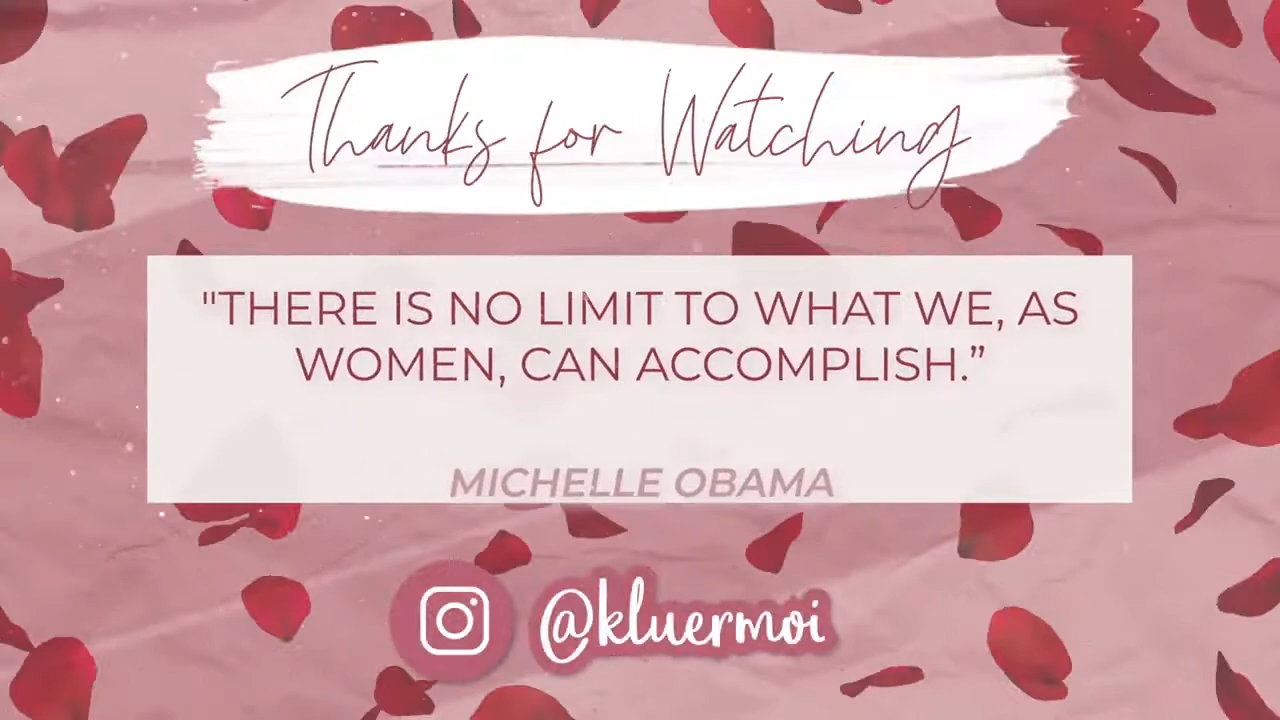 Thanks for Watching
"THERE IS NO LIMIT TO WHAT WE, AS
WOMEN, CAN ACCOMPLISH.”
MICHELLE OBAMA
@kluermoi